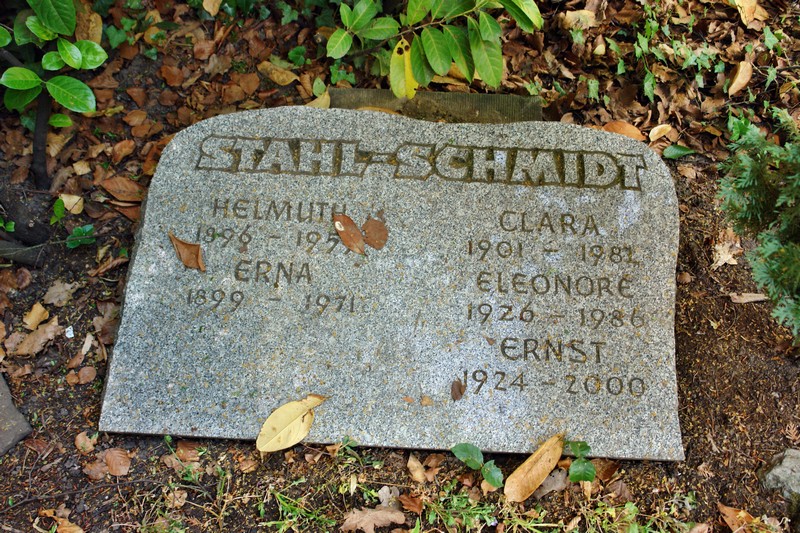 STAHL-SCHMIDT
HELMUTH
1896 -
ERNA
1899 - 1971
CLARA
1901 - 1982
ELEONORE
1926 - 1986
ERNST
1924 - 2000